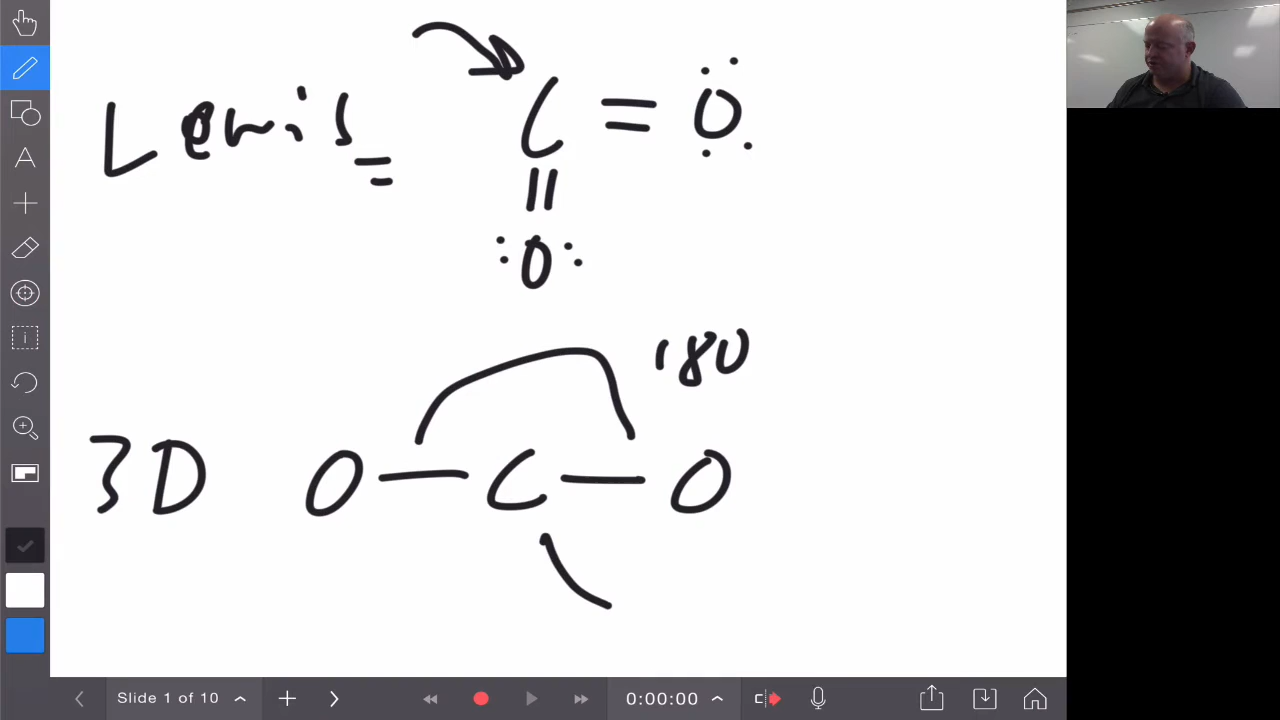 Lewis
C = O
||
O
180
3D O — C — O
Slide 1 of 10
0:00:00